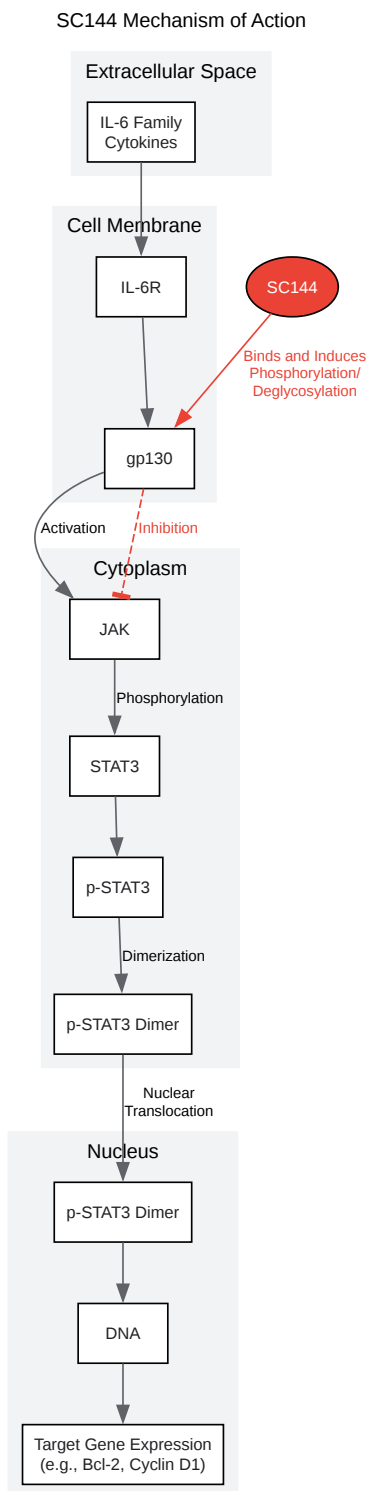 SC144 Mechanism of Action
Extracellular Space
IL-6 Family
Cytokines
Cell Membrane
IL-6R
SC144
Binds and Induces
Phosphorylation/
Deglycosylation
gp130
Activation
Inhibition
Cytoplasm
JAK
Phosphorylation
STAT3
p-STAT3
Dimerization
p-STAT3 Dimer
Nuclear
Translocation
Nucleus
p-STAT3 Dimer
DNA
Target Gene Expression
(e.g., Bcl-2, Cyclin D1)